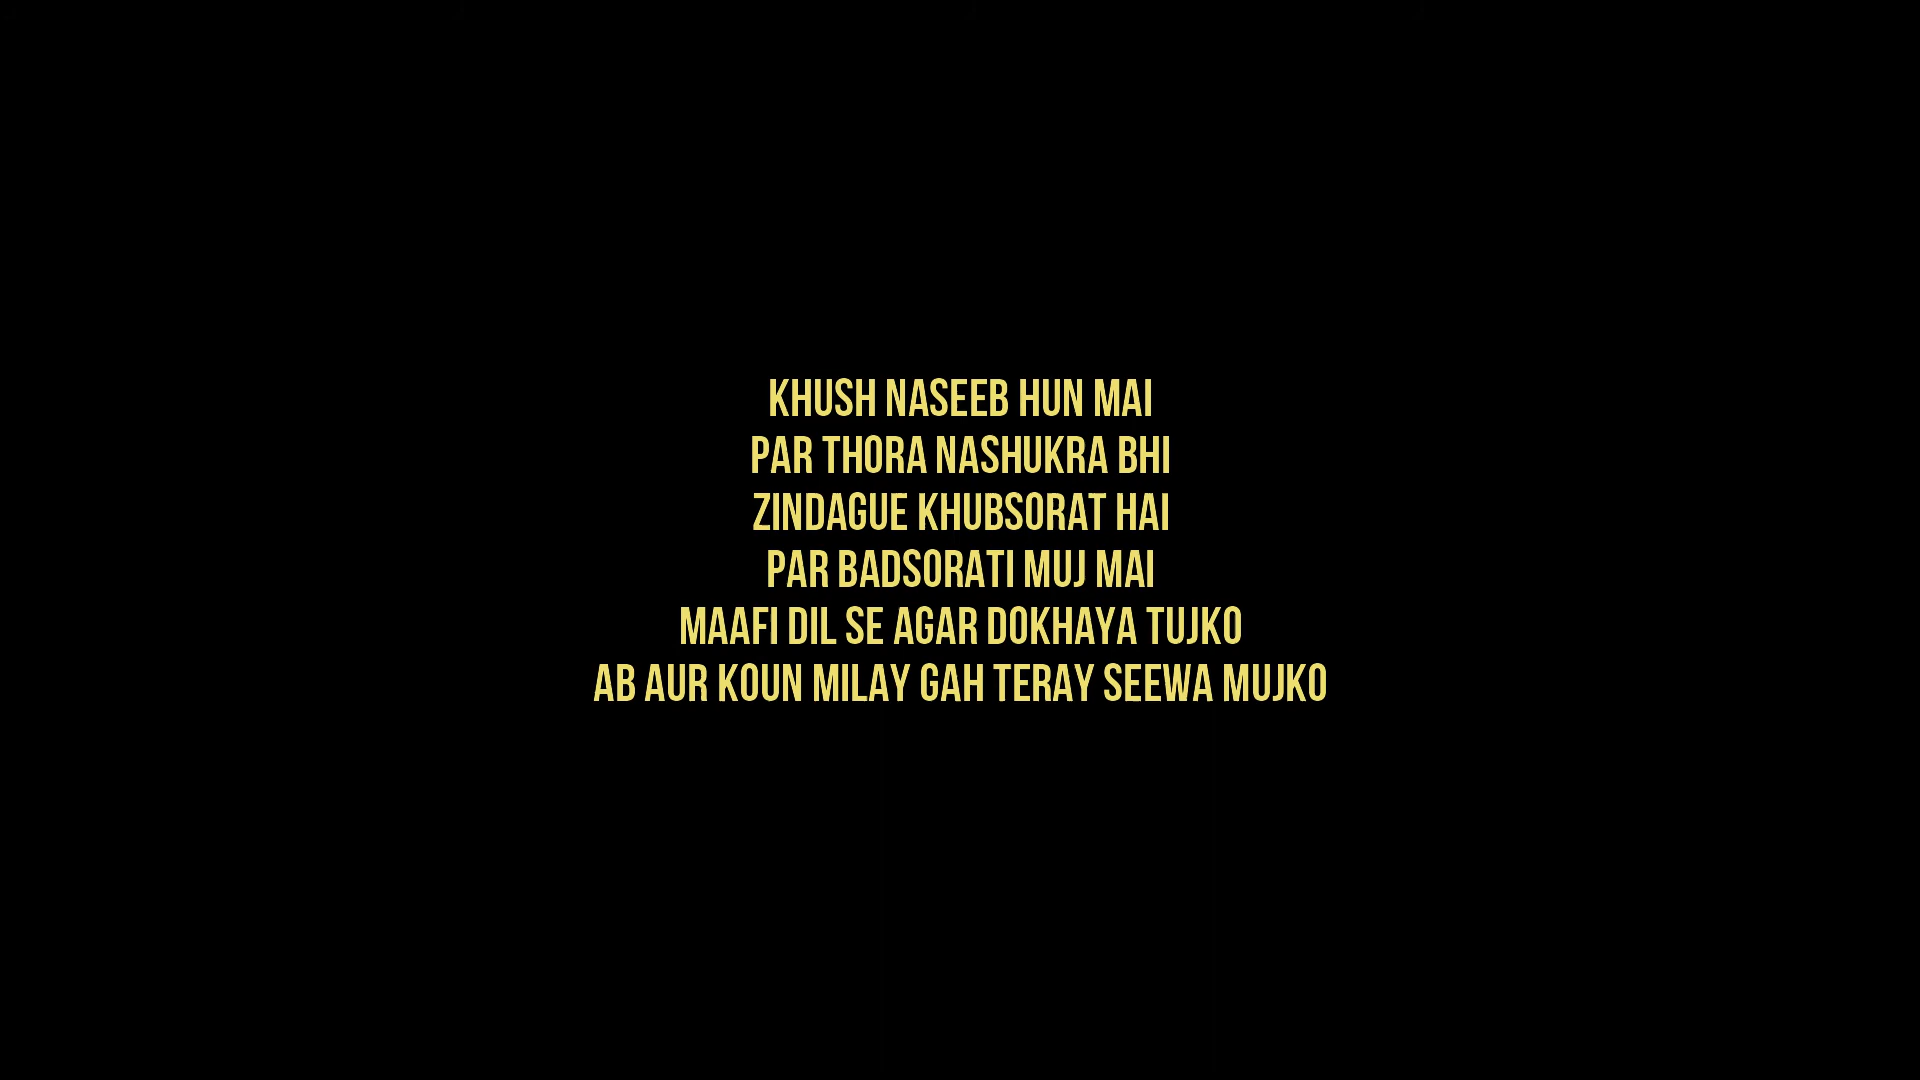 KHUSH NASEEB HUN MAI
PAR THORA NASHUKRA BHI
ZINDAGUE KHUBSORAT HAI
PAR BADSORATI MUJ MAI
MAAFI DIL SE AGAR DOKHAYA TUJKO
AB AUR KOUN MILAY GAH TERAY SEEWA MUJKO